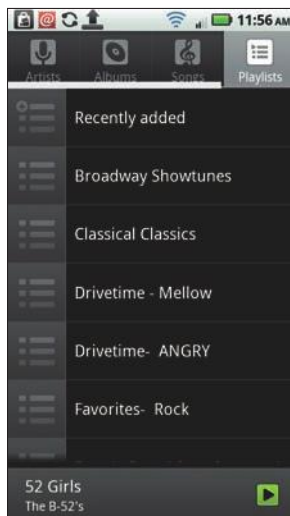 11:56 AM
Artists Albums Songs Playlists
Recently added
Broadway Showtunes
Classical Classics
Drivetime - Mellow
Drivetime- ANGRY
Favorites- Rock
52 Girls
The B-52's